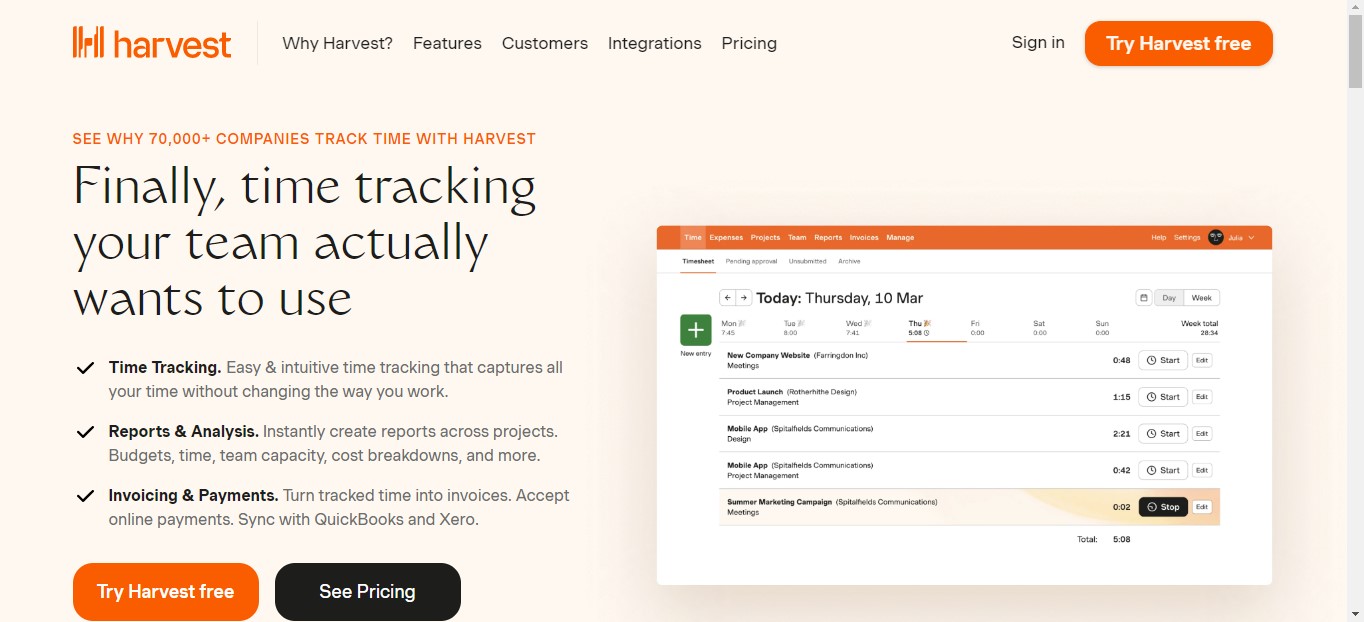 harvest
Why Harvest? Features Customers Integrations Pricing
Sign in Try Harvest free
SEE WHY 70,000+ COMPANIES TRACK TIME WITH HARVEST
Finally, time tracking
your team actually
wants to use
Time Tracking. Easy & intuitive time tracking that captures all
your time without changing the way you work.
Reports & Analysis. Instantly create reports across projects.
Budgets, time, team capacity, cost breakdowns, and more.
Invoicing & Payments. Turn tracked time into invoices. Accept
online payments. Sync with QuickBooks and Xero.
Try Harvest free See Pricing
Time Expenses Projects Team Reports Invoices Manage Help Settings Julia
Timesheet Pending approval Unsubmitted Archive
Today: Thursday, 10 Mar Day Week
Mon Tue Wed Thu Fri Sat Sun Week total
7:45 8:00 7:41 5:08 0:00 0:00 0:00 28:34
New entry
New Company Website (Farringdon Inc) 0:48 Start Edit
Meetings
Product Launch (Rotherhithe Design) 1:15 Start Edit
Project Management
Mobile App (Spitalfields Communications) 2:21 Start Edit
Design
Mobile App (Spitalfields Communications) 0:42 Start Edit
Project Management
Summer Marketing Campaign (Spitalfields Communications) 0:02 Stop Edit
Meetings
Total: 5:08